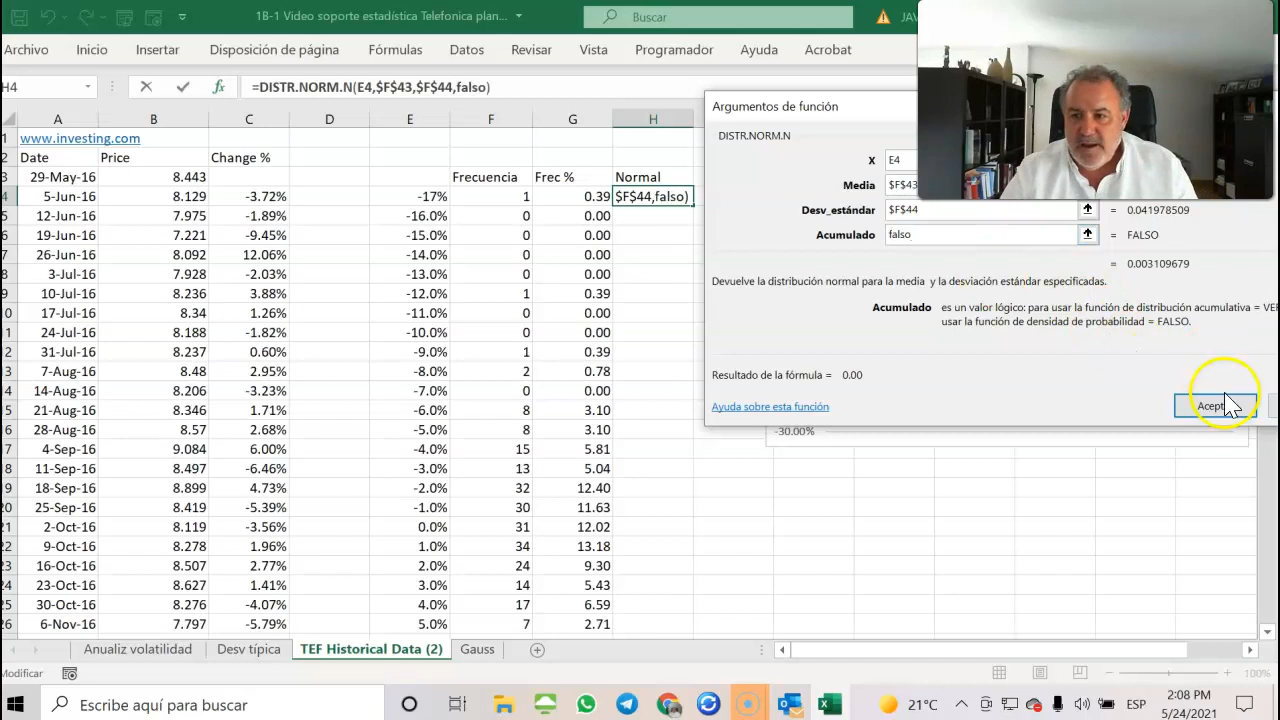 1B-1 Video soporte estadística Telefonica plan...
Buscar
Archivo Inicio Insertar Disposición de página Fórmulas Datos Revisar Vista Programador Ayuda Acrobat
H4 =DISTR.NORM.N(E4,$F$43,$F$44,falso)
A B C D E F G H
1 www.investing.com
2 Date Price Change %
3 29-May-16 8.443 Frecuencia Frec % Normal
4 5-Jun-16 8.129 -3.72% -17% 1 0.39 $F$44,falso)
5 12-Jun-16 7.975 -1.89% -16.0% 0 0.00
6 19-Jun-16 7.221 -9.45% -15.0% 0 0.00
7 26-Jun-16 8.092 12.06% -14.0% 0 0.00
8 3-Jul-16 7.928 -2.03% -13.0% 0 0.00
9 10-Jul-16 8.236 3.88% -12.0% 1 0.39
10 17-Jul-16 8.34 1.26% -11.0% 0 0.00
11 24-Jul-16 8.188 -1.82% -10.0% 0 0.00
12 31-Jul-16 8.237 0.60% -9.0% 1 0.39
13 7-Aug-16 8.48 2.95% -8.0% 2 0.78
14 14-Aug-16 8.206 -3.23% -7.0% 0 0.00
15 21-Aug-16 8.346 1.71% -6.0% 8 3.10
16 28-Aug-16 8.57 2.68% -5.0% 8 3.10
17 4-Sep-16 9.084 6.00% -4.0% 15 5.81
18 11-Sep-16 8.497 -6.46% -3.0% 13 5.04
19 18-Sep-16 8.899 4.73% -2.0% 32 12.40
20 25-Sep-16 8.419 -5.39% -1.0% 30 11.63
21 2-Oct-16 8.119 -3.56% 0.0% 31 12.02
22 9-Oct-16 8.278 1.96% 1.0% 34 13.18
23 16-Oct-16 8.507 2.77% 2.0% 24 9.30
24 23-Oct-16 8.627 1.41% 3.0% 14 5.43
25 30-Oct-16 8.276 -4.07% 4.0% 17 6.59
26 6-Nov-16 7.797 -5.79% 5.0% 7 2.71
Argumentos de función
DISTR.NORM.N
X E4
Media $F$43
Desv_estándar $F$44 = 0.041978509
Acumulado falso = FALSO
= 0.003109679
Devuelve la distribución normal para la media y la desviación estándar especificadas.
Acumulado es un valor lógico: para usar la función de distribución acumulativa =
usar la función de densidad de probabilidad = FALSO.
Resultado de la fórmula = 0.00
Ayuda sobre esta función
-30.00%
Anualiz volatilidad Desv típica TEF Historical Data (2) Gauss
Modificar 100%
Escribe aquí para buscar 21°C ESP 2:08 PM
5/24/2021